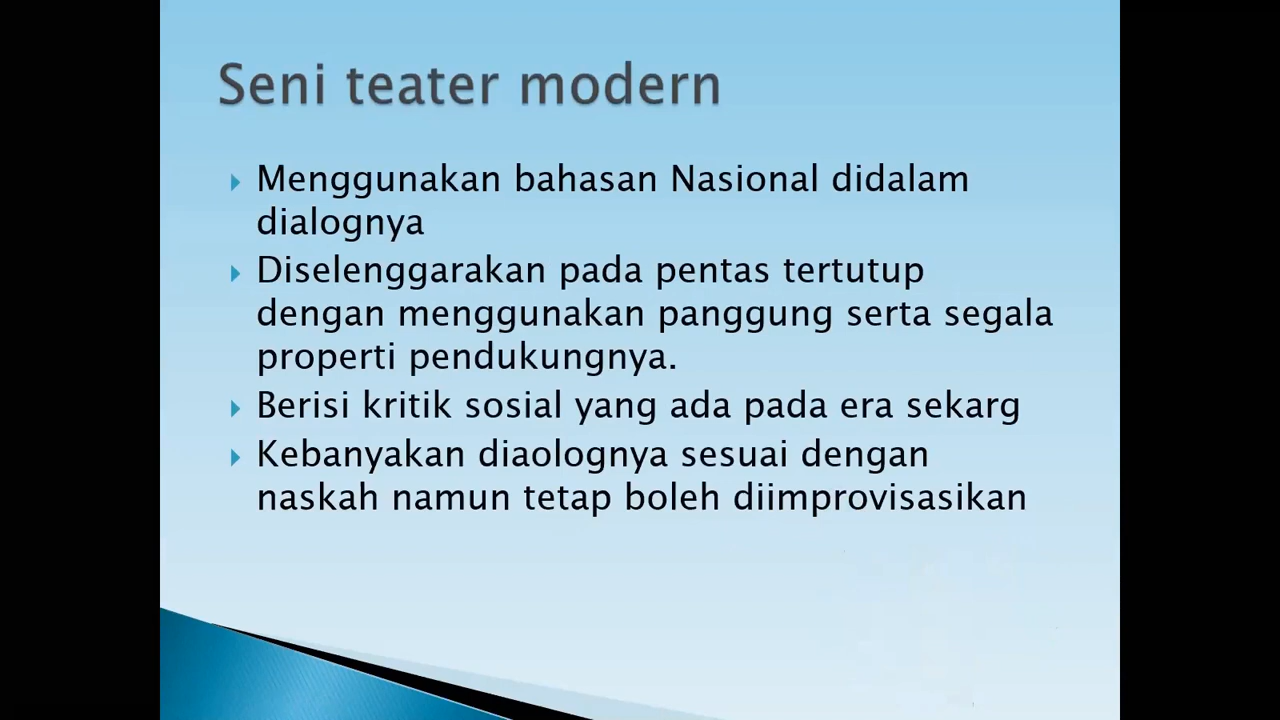 Seni teater modern
Menggunakan bahasan Nasional didalam
dialognya
Diselenggarakan pada pentas tertutup
dengan menggunakan panggung serta segala
properti pendukungnya.
Berisi kritik sosial yang ada pada era sekarg
Kebanyakan diaolognya sesuai dengan
naskah namun tetap boleh diimprovisasikan